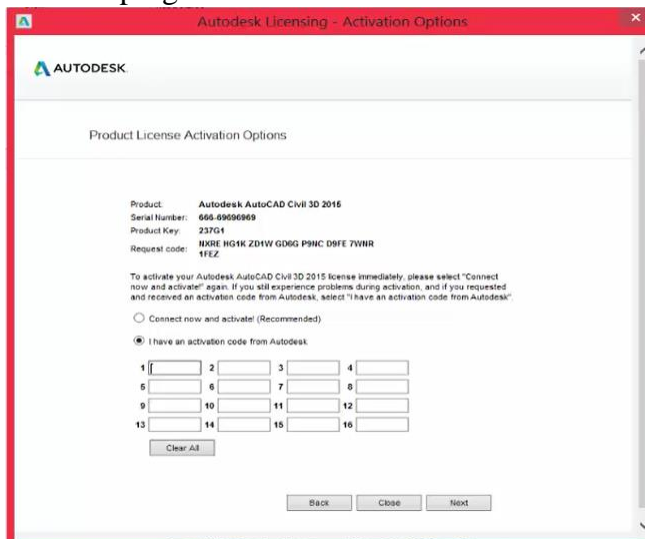 Autodesk Licensing - Activation Options
AUTODESK.
Product License Activation Options
Product: Autodesk AutoCAD Civil 3D 2015
Serial Number: 666-69696969
Product Key: 237G1
Request code: NXRE HG1K ZD1W GD6G P9NC D9FE 7WNR
1FEZ
To activate your Autodesk AutoCAD Civil 3D 2015 license immediately, please select "Connect
now and activate!" again. If you still experience problems during activation, and if you requested
and received an activation code from Autodesk, select "I have an activation code from Autodesk".
Connect now and activate! (Recommended)
I have an activation code from Autodesk
1 2 3 4
5 6 7 8
9 10 11 12
13 14 15 16
Clear All
Back Close Next